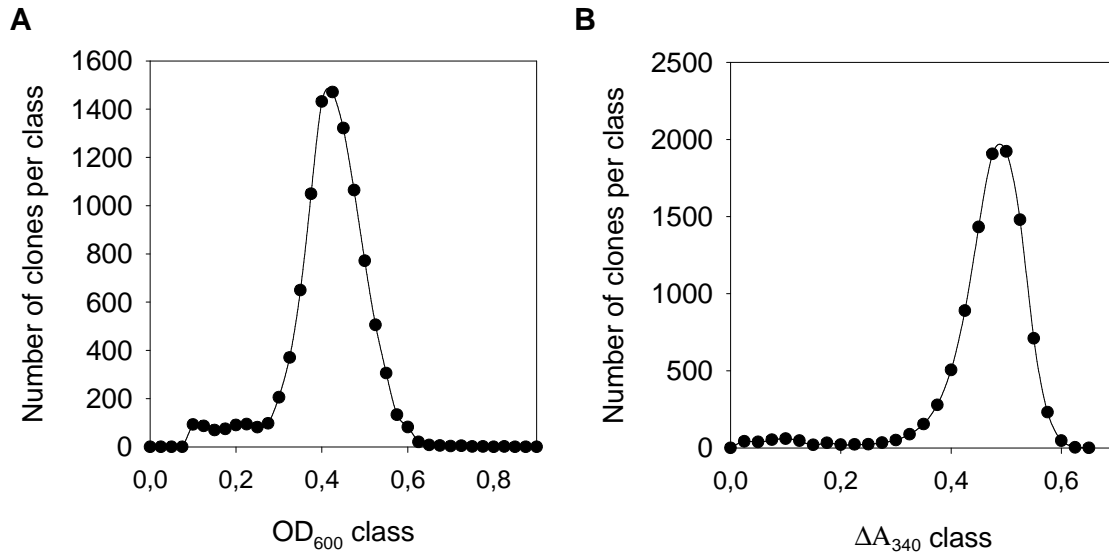 A
Number of clones per class
1600
1400
1200
1000
800
600
400
200
0
0,0 0,2 0,4 0,6 0,8
OD600 class
B
Number of clones per class
2500
2000
1500
1000
500
0
0,0 0,2 0,4 0,6
ΔA340 class